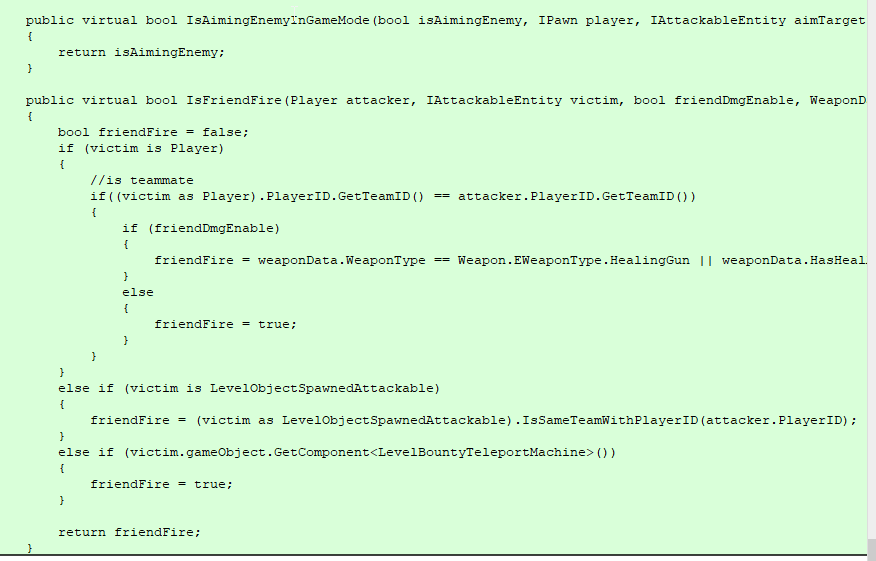 public virtual bool IsAimingEnemyInGameMode(bool isAimingEnemy, IPawn player, IAttackableEntity aimTarget
{
return isAimingEnemy;
}
public virtual bool IsFriendFire(Player attacker, IAttackableEntity victim, bool friendDmgEnable, WeaponD
{
bool friendFire = false;
if (victim is Player)
{
//is teammate
if((victim as Player).PlayerID.GetTeamID() == attacker.PlayerID.GetTeamID())
{
if (friendDmgEnable)
{
friendFire = weaponData.WeaponType == Weapon.EWeaponType.HealingGun || weaponData.HasHeal
}
else
{
friendFire = true;
}
}
}
else if (victim is LevelObjectSpawnedAttackable)
{
friendFire = (victim as LevelObjectSpawnedAttackable).IsSameTeamWithPlayerID(attacker.PlayerID);
}
else if (victim.gameObject.GetComponent<LevelBountyTeleportMachine>())
{
friendFire = true;
}
return friendFire;
}